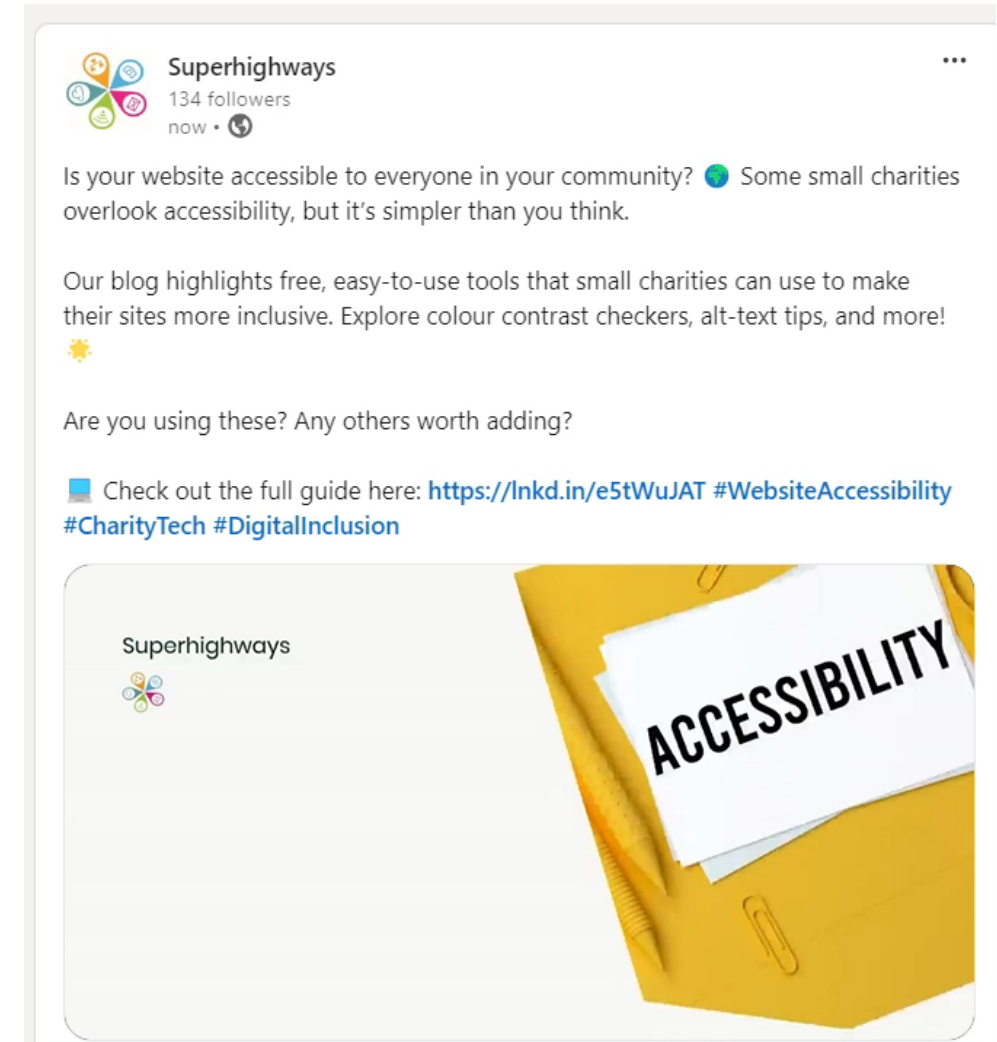 Superhighways
134 followers
now •
Is your website accessible to everyone in your community? 🌍 Some small charities
overlook accessibility, but it's simpler than you think.
Our blog highlights free, easy-to-use tools that small charities can use to make
their sites more inclusive. Explore colour contrast checkers, alt-text tips, and more!
🌟
Are you using these? Any others worth adding?
💻 Check out the full guide here: https://lnkd.in/e5tWuJAT #WebsiteAccessibility
#CharityTech #DigitalInclusion
Superhighways
ACCESSIBILITY